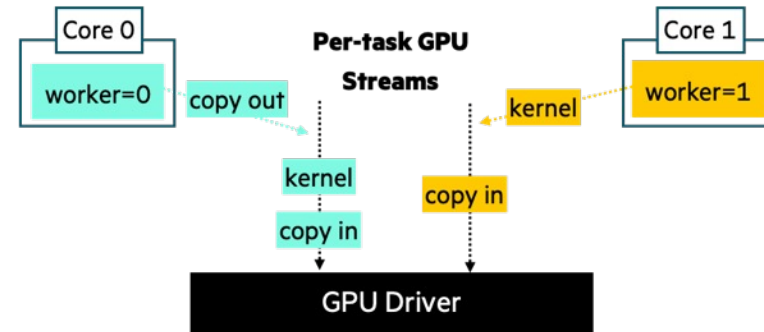 Core 0
worker=0
copy out
Per-task GPU
Streams
Core 1
worker=1
kernel
kernel
copy in
copy in
GPU Driver